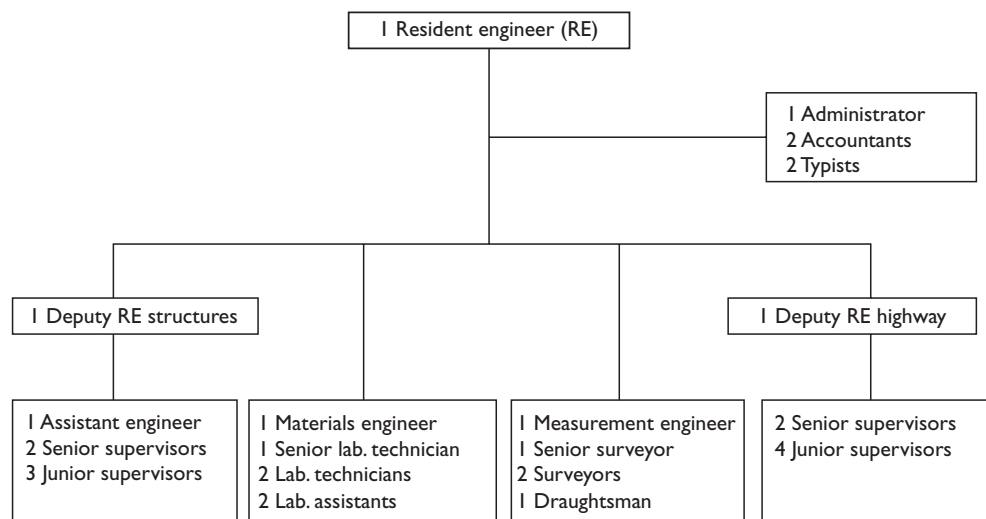 1 Resident engineer (RE)
1 Administrator
2 Accountants
2 Typists
1 Deputy RE structures
1 Deputy RE highway
1 Assistant engineer
2 Senior supervisors
3 Junior supervisors
1 Materials engineer
1 Senior lab. technician
2 Lab. technicians
2 Lab. assistants
1 Measurement engineer
1 Senior surveyor
2 Surveyors
1 Draughtsman
2 Senior supervisors
4 Junior supervisors